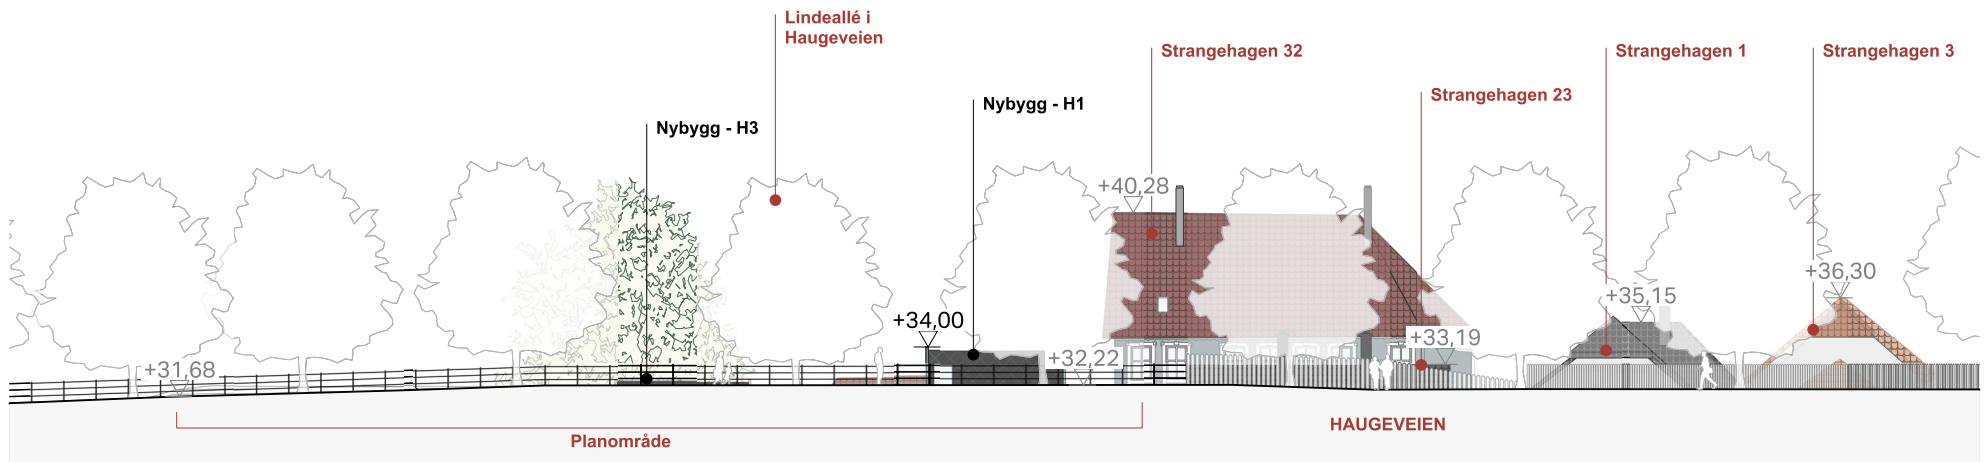 Lindeallé i
Haugeveien
Strangehagen 32
Strangehagen 1
Strangehagen 3
Strangehagen 23
Nybygg - H1
Nybygg - H3
+40,28
+36,30
+35,15
+34,00
+33,19
+32,22
+31,68
HAUGEVEIEN
Planområde